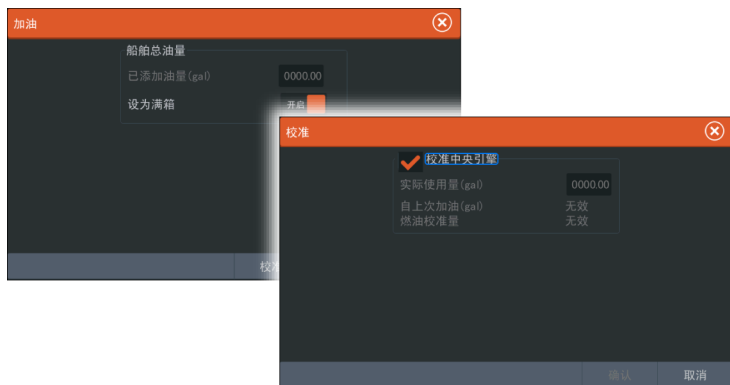 加油
船舶总油量
已添加油量(gal) 0000.00
设为满箱 开启
校准
校准中央引擎
实际使用量(gal) 0000.00
自上次加油(gal) 无效
燃油校准量 无效
确认 取消